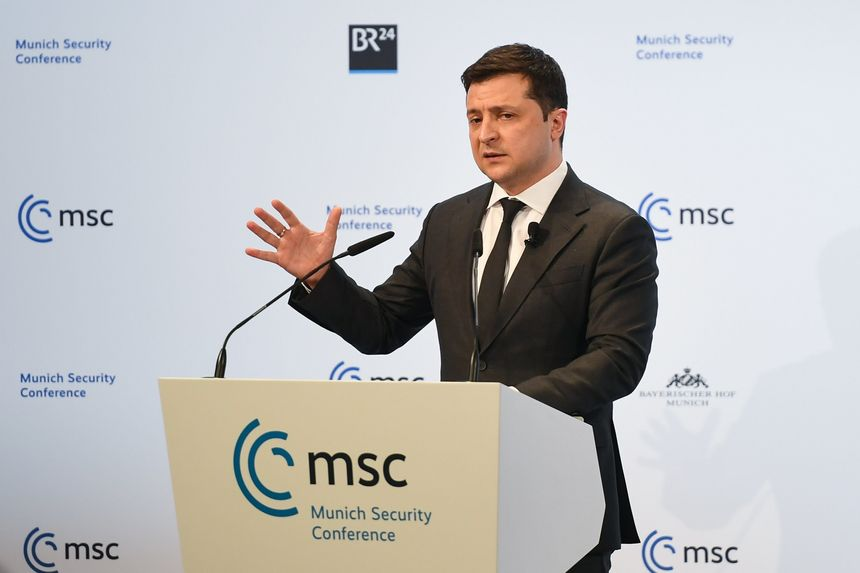 Munich Security
Conference
BR24
Munich Security
Conference
msc
Munich Security
Conference
msc
Munich Security
Conference
msc
BAYERISCHER HOF
MUNICH
msc
Munich Security
Conference
msc
msc